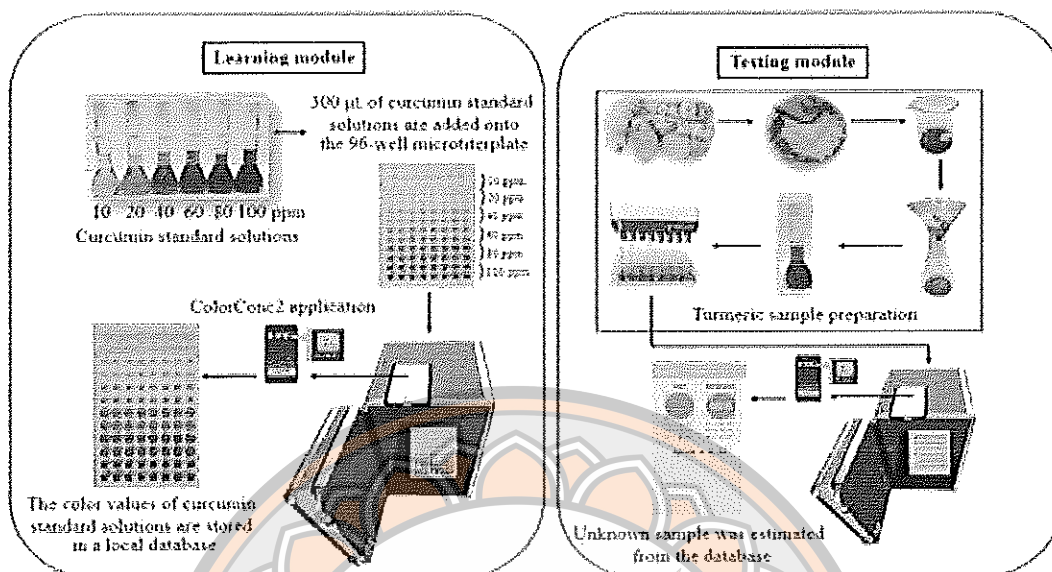 Learning module
300 µL of curcumin standard
solutions are added onto
the 96-well microtiterplate
10 20 40 60 80 100 ppm
Curcumin standard solutions
ColorConc2 application
The color values of curcumin
standard solutions are stored
in a local database
Testing module
Turmeric sample preparation
Unknown sample was estimated
from the database